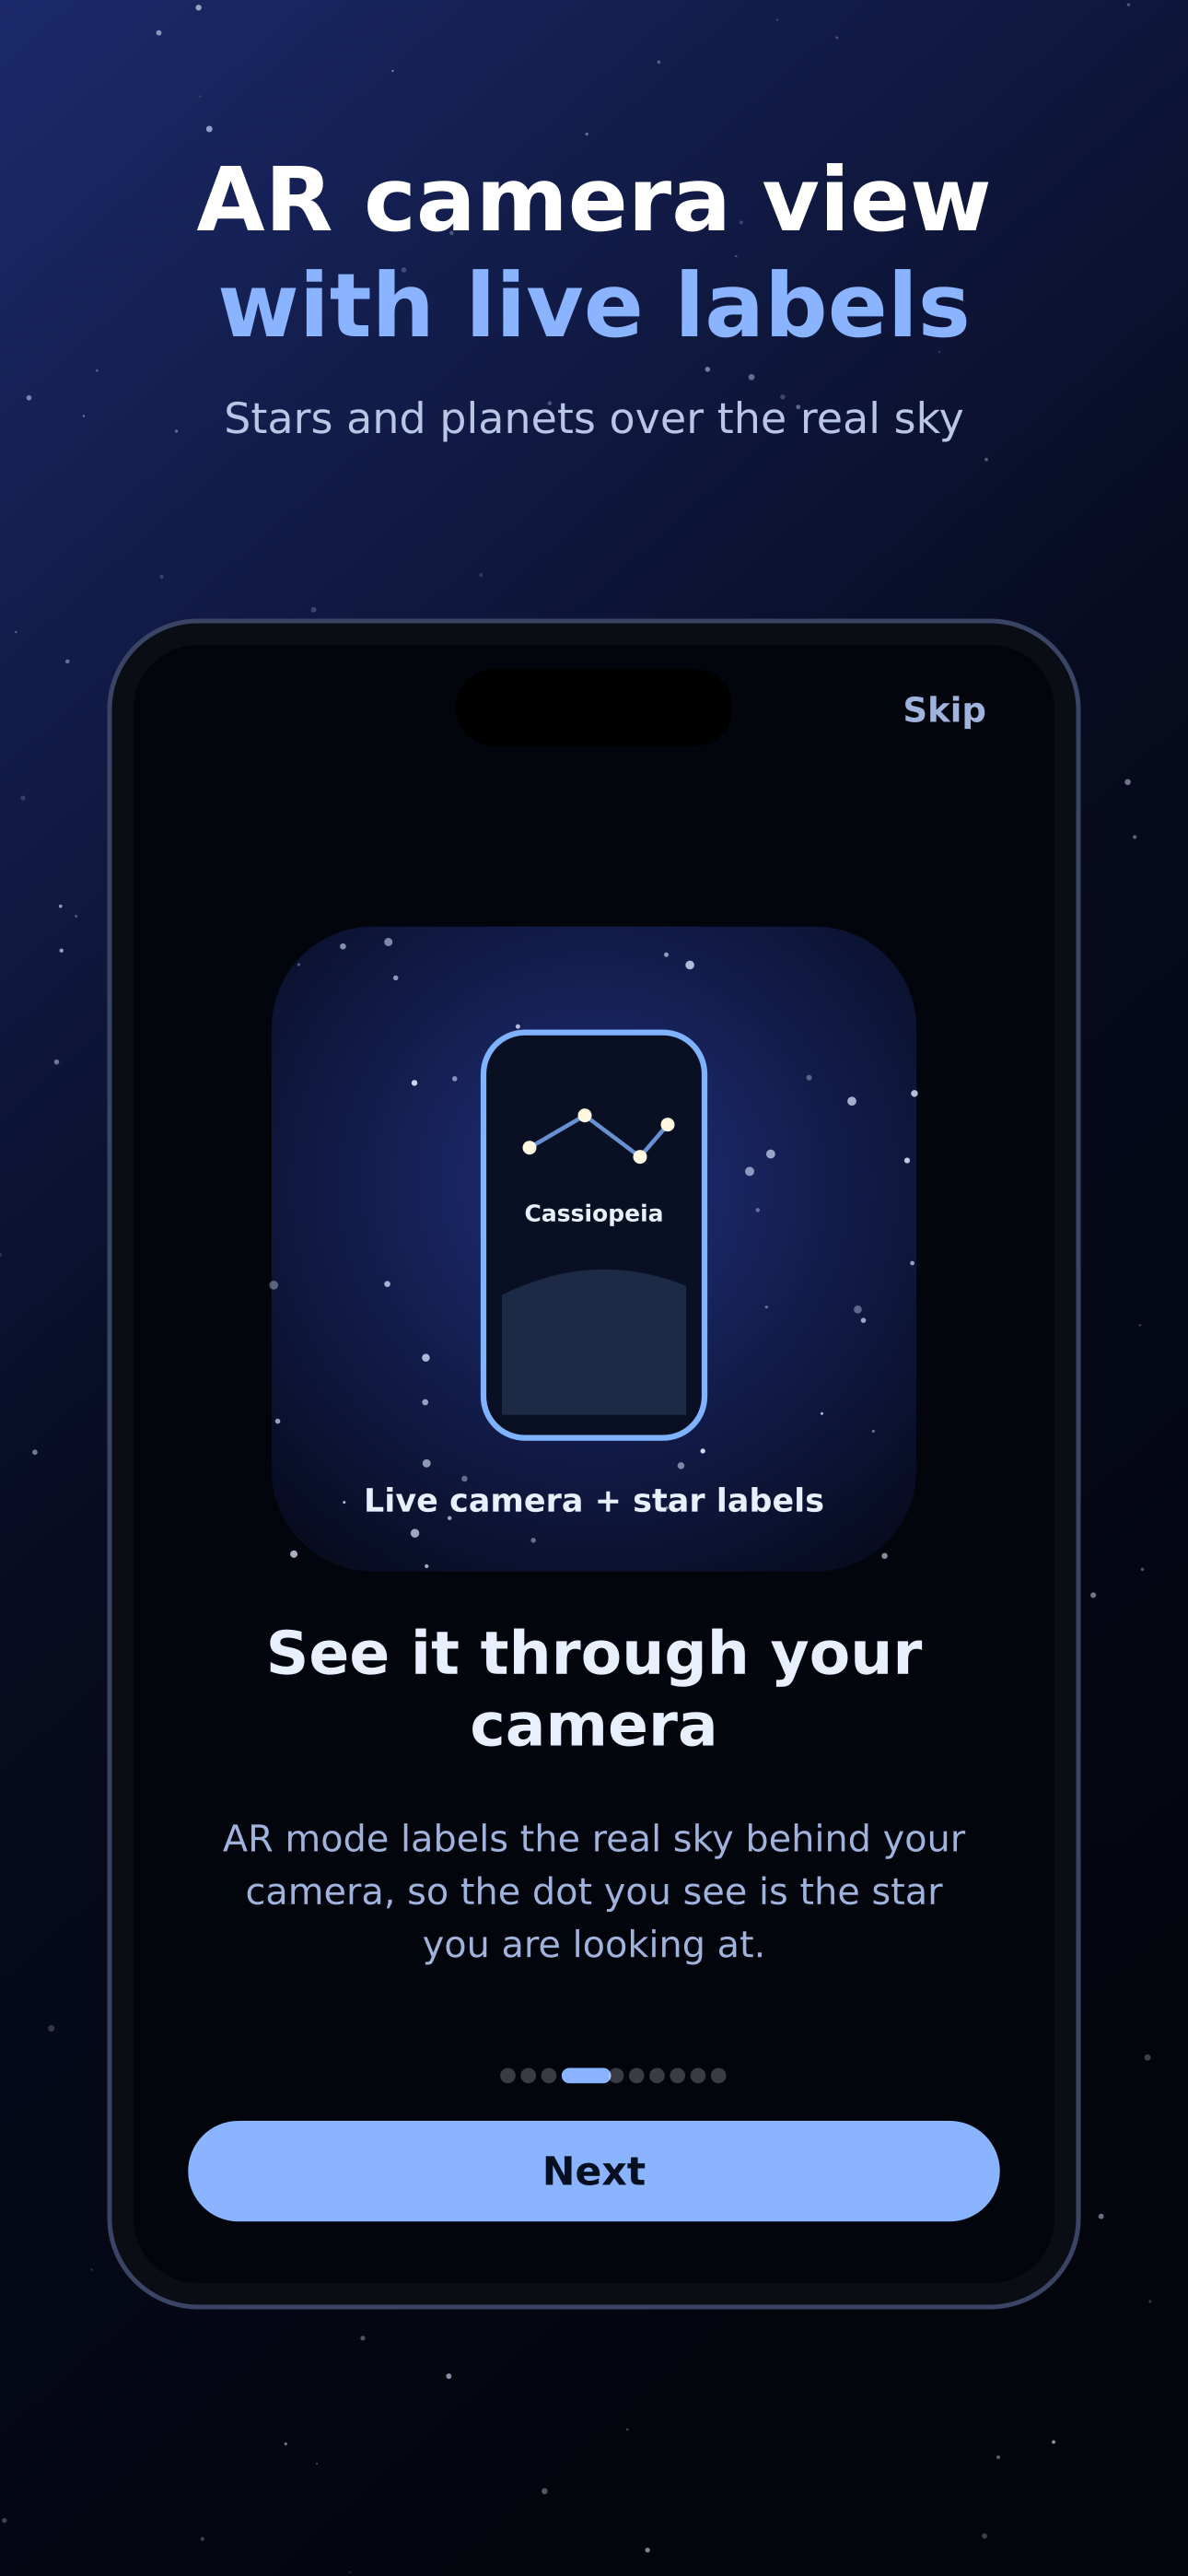 AR camera view
with live labels
Stars and planets over the real sky
Skip
Cassiopeia
Live camera + star labels
See it through your
camera
AR mode labels the real sky behind your
camera, so the dot you see is the star
you are looking at.
Next